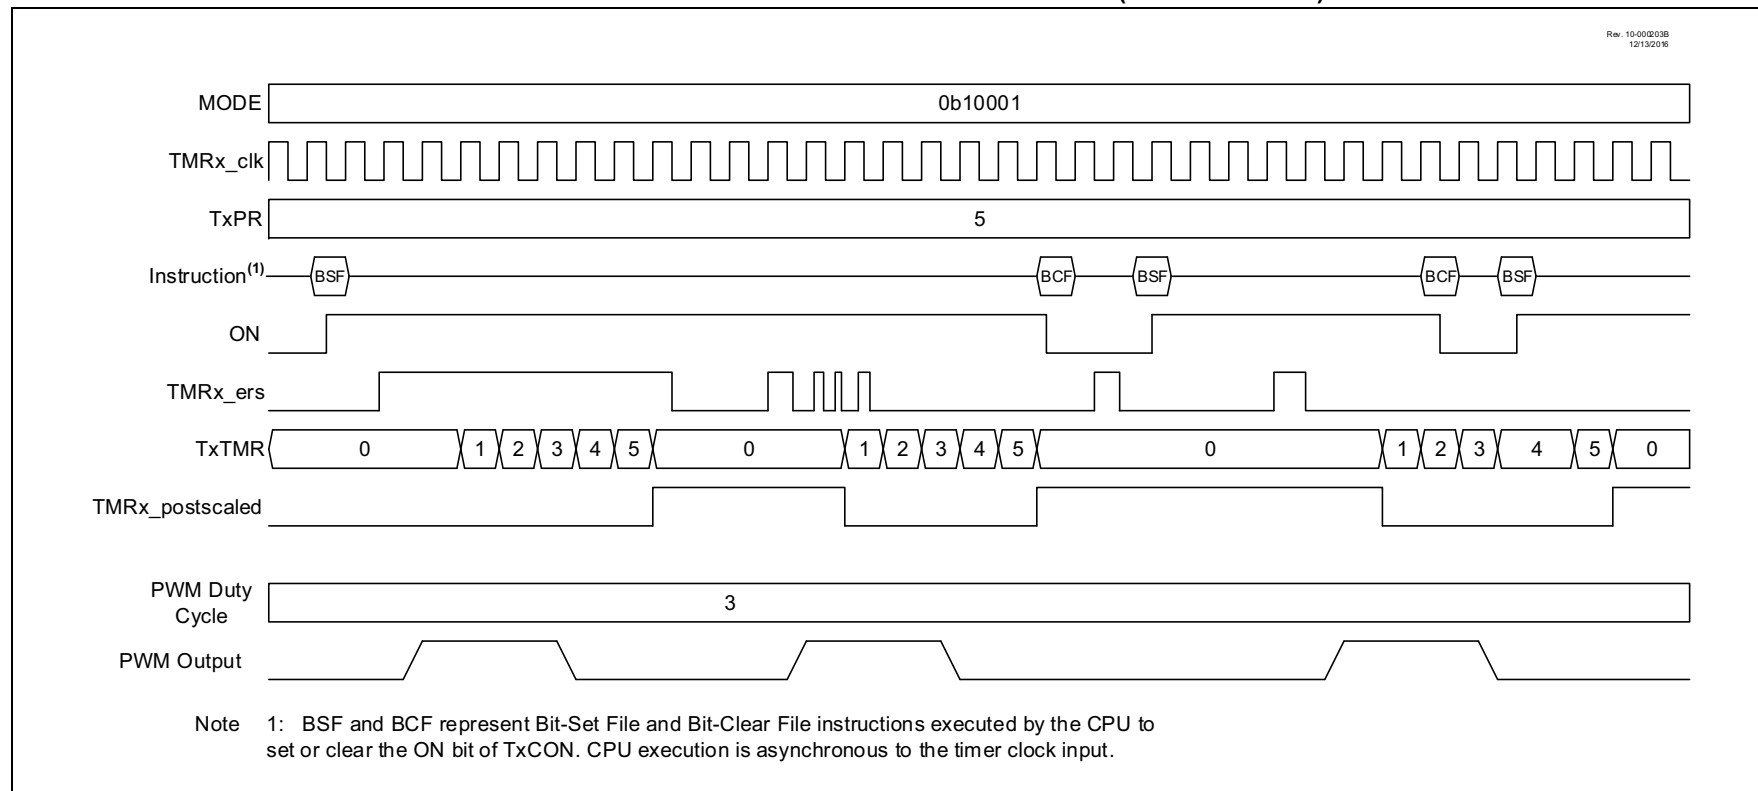 Rev. 10-000203B
12/13/2016
MODE 0b10001
TMRx_clk
TxPR 5
Instruction(1) BSF BCF BSF BCF BSF
ON
TMRx_ers
TxTMR 0 1 2 3 4 5 0 1 2 3 4 5 0 1 2 3 4 5 0
TMRx_postscaled
PWM Duty
Cycle 3
PWM Output
Note 1: BSF and BCF represent Bit-Set File and Bit-Clear File instructions executed by the CPU to
set or clear the ON bit of TxCON. CPU execution is asynchronous to the timer clock input.